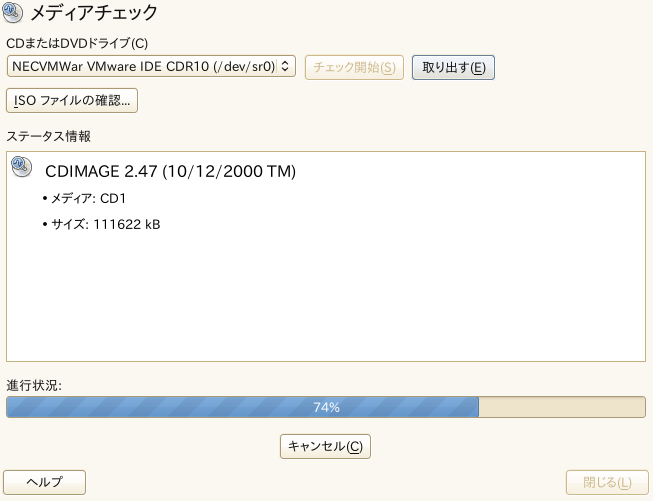 メディアチェック
CDまたはDVDドライブ(C)
NECVMWar VMware IDE CDR10 (/dev/sr0)
チェック開始(S)
取り出す(E)
ISO ファイルの確認...
ステータス情報
CDIMAGE 2.47 (10/12/2000 TM)
• メディア: CD1
• サイズ: 111622 kB
進行状況:
74%
キャンセル(C)
ヘルプ
閉じる(L)